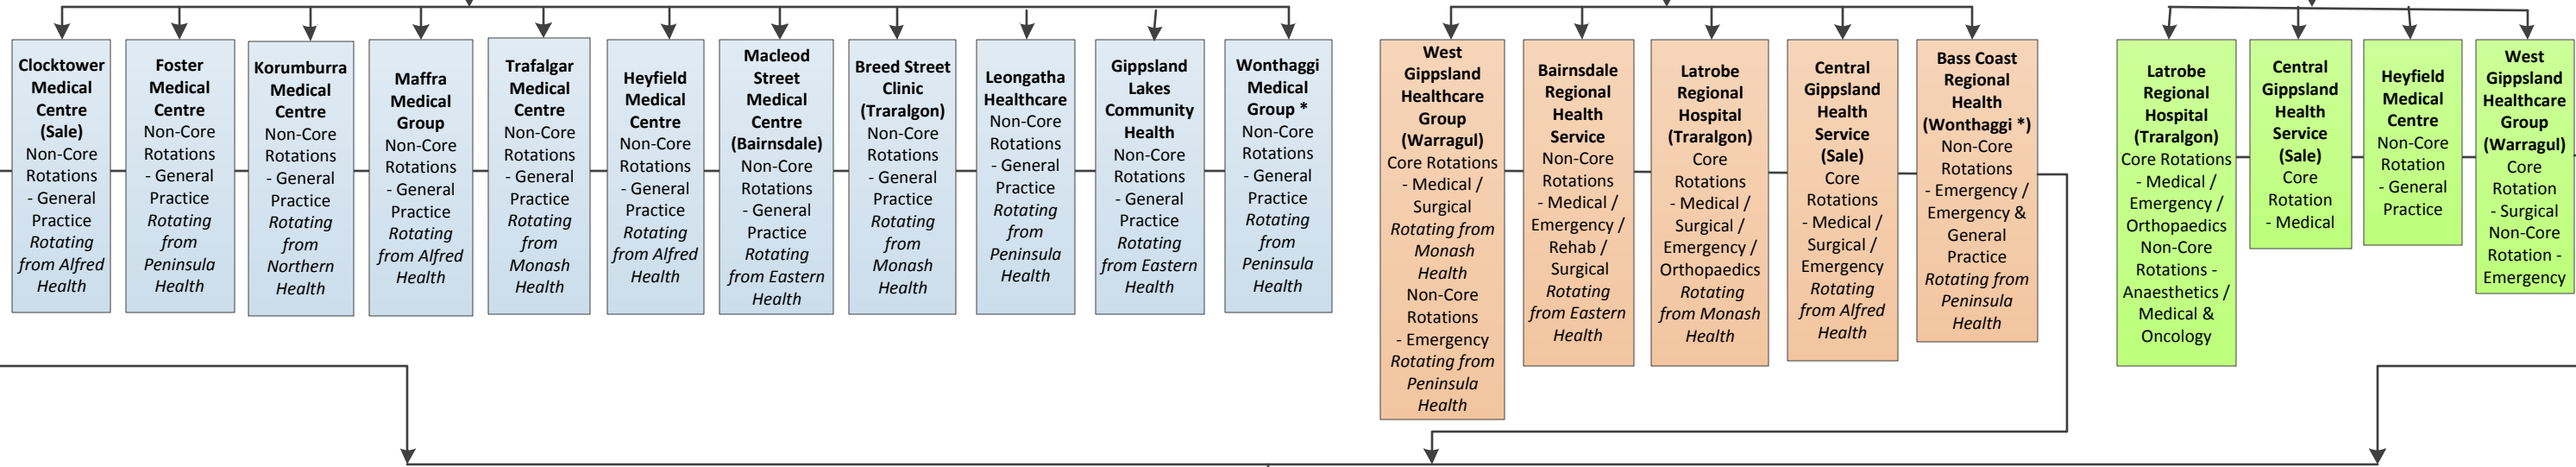 Clocktower
Medical
Centre
(Sale)
Non-Core
Rotations
- General
Practice
Rotating
from Alfred
Health
Foster
Medical
Centre
Non-Core
Rotations
- General
Practice
Rotating
from
Peninsula
Health
Korumburra
Medical
Centre
Non-Core
Rotations
- General
Practice
Rotating
from
Northern
Health
Maffra
Medical
Group
Non-Core
Rotations
- General
Practice
Rotating
from Alfred
Health
Trafalgar
Medical
Centre
Non-Core
Rotations
- General
Practice
Rotating
from
Monash
Health
Heyfield
Medical
Centre
Non-Core
Rotations
- General
Practice
Rotating
from Alfred
Health
Macleod
Street
Medical
Centre
(Bairnsdale)
Non-Core
Rotations
- General
Practice
Rotating
from Eastern
Health
Breed Street
Clinic
(Traralgon)
Non-Core
Rotations
- General
Practice
Rotating
from
Monash
Health
Leongatha
Healthcare
Non-Core
Rotations
- General
Practice
Rotating
from
Peninsula
Health
Gippsland
Lakes
Community
Health
Non-Core
Rotations
- General
Practice
Rotating
from Eastern
Health
Wonthaggi
Medical
Group *
Non-Core
Rotations
- General
Practice
Rotating
from
Peninsula
Health
West
Gippsland
Healthcare
Group
(Warragul)
Core Rotations
- Medical /
Surgical
Rotating from
Monash
Health
Non-Core
Rotations
- Emergency
Rotating from
Peninsula
Health
Bairnsdale
Regional
Health
Service
Non-Core
Rotations
- Medical /
Emergency /
Rehab /
Surgical
Rotating
from Eastern
Health
Latrobe
Regional
Hospital
(Traralgon)
Core
Rotations
- Medical /
Surgical /
Emergency /
Orthopaedics
Rotating
from Monash
Health
Central
Gippsland
Health
Service
(Sale)
Core
Rotations
- Medical /
Surgical /
Emergency
Rotating
from Alfred
Health
Bass Coast
Regional
Health
(Wonthaggi *)
Non-Core
Rotations
- Emergency /
Emergency &
General
Practice
Rotating from
Peninsula
Health
Latrobe
Regional
Hospital
(Traralgon)
Core Rotations
- Medical /
Emergency /
Orthopaedics
Non-Core
Rotations -
Anaesthetics /
Medical &
Oncology
Central
Gippsland
Health
Service
(Sale)
Core
Rotation
- Medical
Heyfield
Medical
Centre
Non-Core
Rotation
- General
Practice
West
Gippsland
Healthcare
Group
(Warragul)
Core
Rotation
- Surgical
Non-Core
Rotation -
Emergency